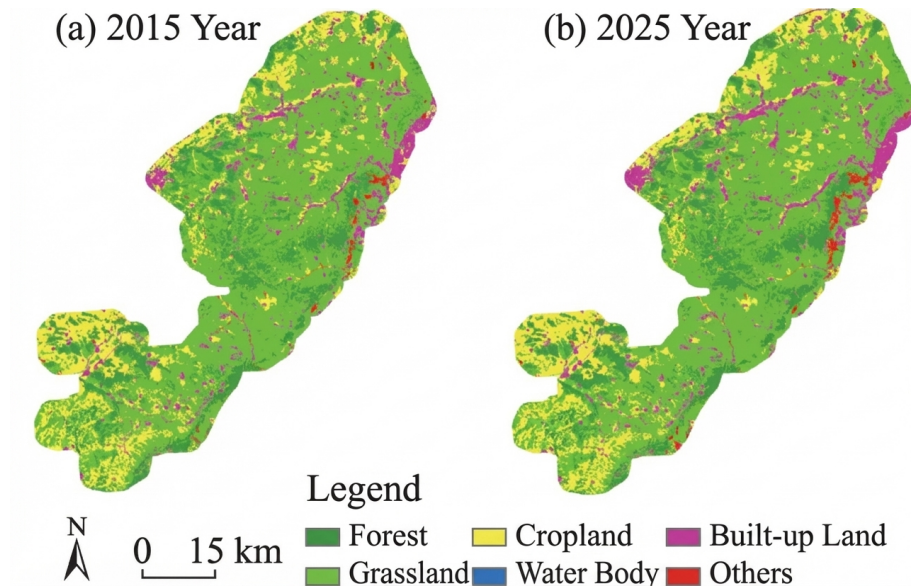 (a) 2015 Year
(b) 2025 Year
Legend
N
0 15 km
Forest
Cropland
Built-up Land
Grassland
Water Body
Others